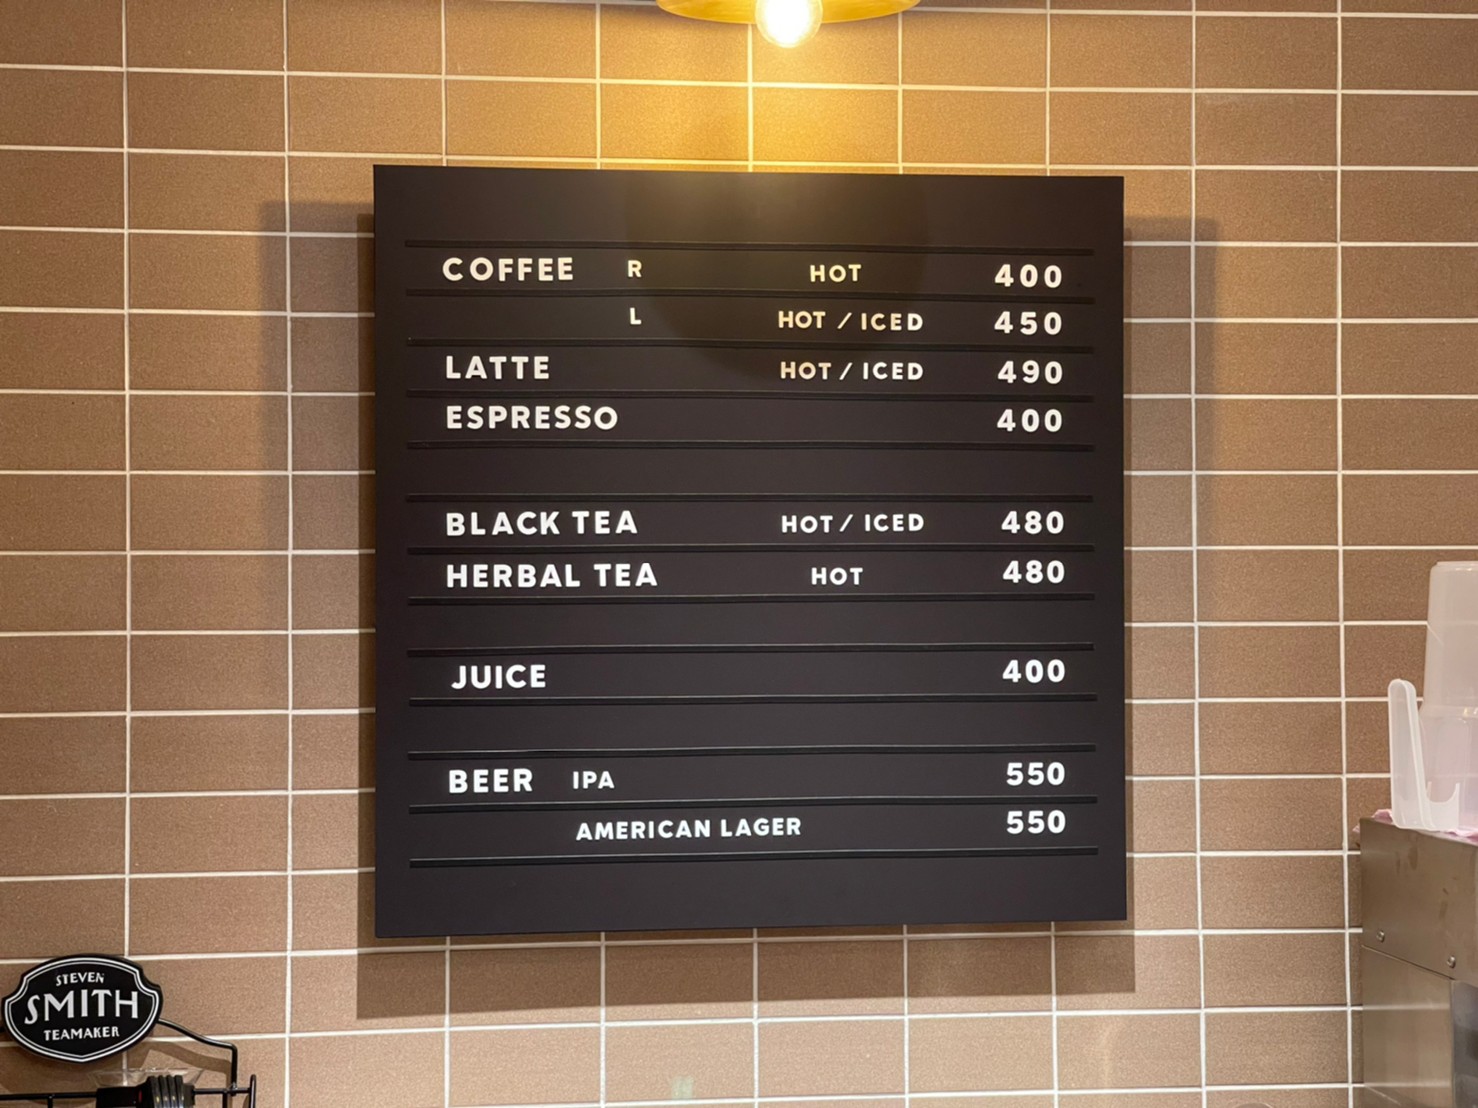 COFFEE R HOT 400
L HOT / ICED 450
LATTE HOT / ICED 490
ESPRESSO 400
BLACK TEA HOT / ICED 480
HERBAL TEA HOT 480
JUICE 400
BEER IPA 550
AMERICAN LAGER 550
STEVEN
SMITH
TEAMAKER